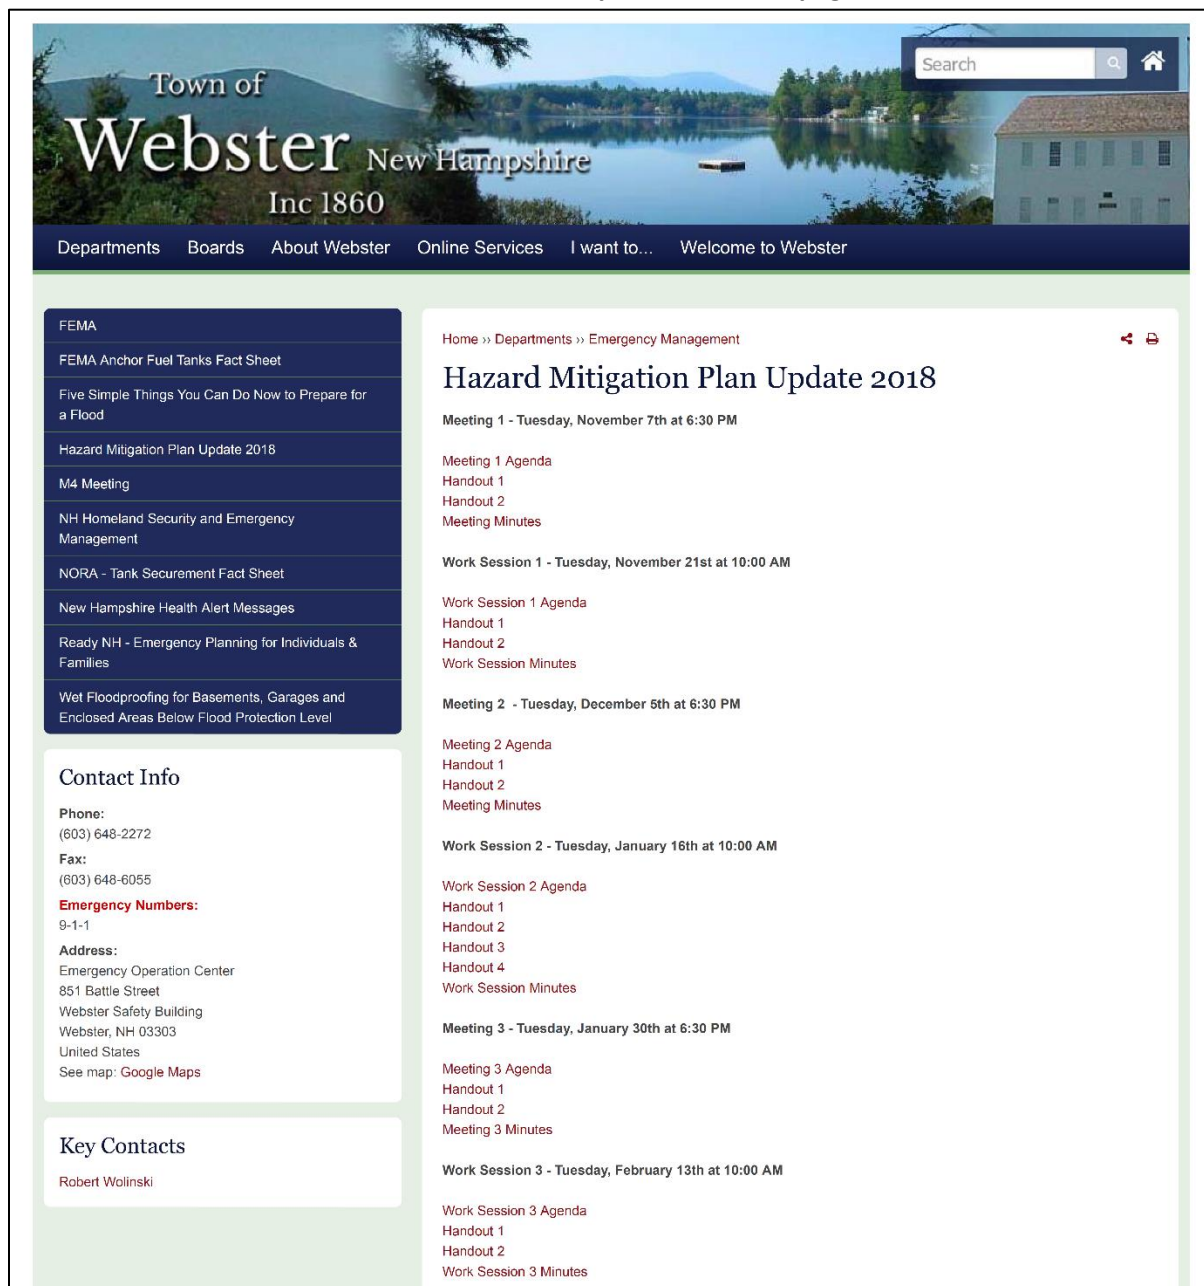 Town of
Webster New Hampshire
Inc 1860
Search
Departments Boards About Webster Online Services I want to... Welcome to Webster
FEMA
FEMA Anchor Fuel Tanks Fact Sheet
Five Simple Things You Can Do Now to Prepare for
a Flood
Hazard Mitigation Plan Update 2018
M4 Meeting
NH Homeland Security and Emergency
Management
NORA - Tank Securement Fact Sheet
New Hampshire Health Alert Messages
Ready NH - Emergency Planning for Individuals &
Families
Wet Floodproofing for Basements, Garages and
Enclosed Areas Below Flood Protection Level
Contact Info
Phone:
(603) 648-2272
Fax:
(603) 648-6055
Emergency Numbers:
9-1-1
Address:
Emergency Operation Center
851 Battle Street
Webster Safety Building
Webster, NH 03303
United States
See map: Google Maps
Key Contacts
Robert Wolinski
Home ›› Departments ›› Emergency Management
Hazard Mitigation Plan Update 2018
Meeting 1 - Tuesday, November 7th at 6:30 PM
Meeting 1 Agenda
Handout 1
Handout 2
Meeting Minutes
Work Session 1 - Tuesday, November 21st at 10:00 AM
Work Session 1 Agenda
Handout 1
Handout 2
Work Session Minutes
Meeting 2 - Tuesday, December 5th at 6:30 PM
Meeting 2 Agenda
Handout 1
Handout 2
Meeting Minutes
Work Session 2 - Tuesday, January 16th at 10:00 AM
Work Session 2 Agenda
Handout 1
Handout 2
Handout 3
Handout 4
Work Session Minutes
Meeting 3 - Tuesday, January 30th at 6:30 PM
Meeting 3 Agenda
Handout 1
Handout 2
Meeting 3 Minutes
Work Session 3 - Tuesday, February 13th at 10:00 AM
Work Session 3 Agenda
Handout 1
Handout 2
Work Session 3 Minutes